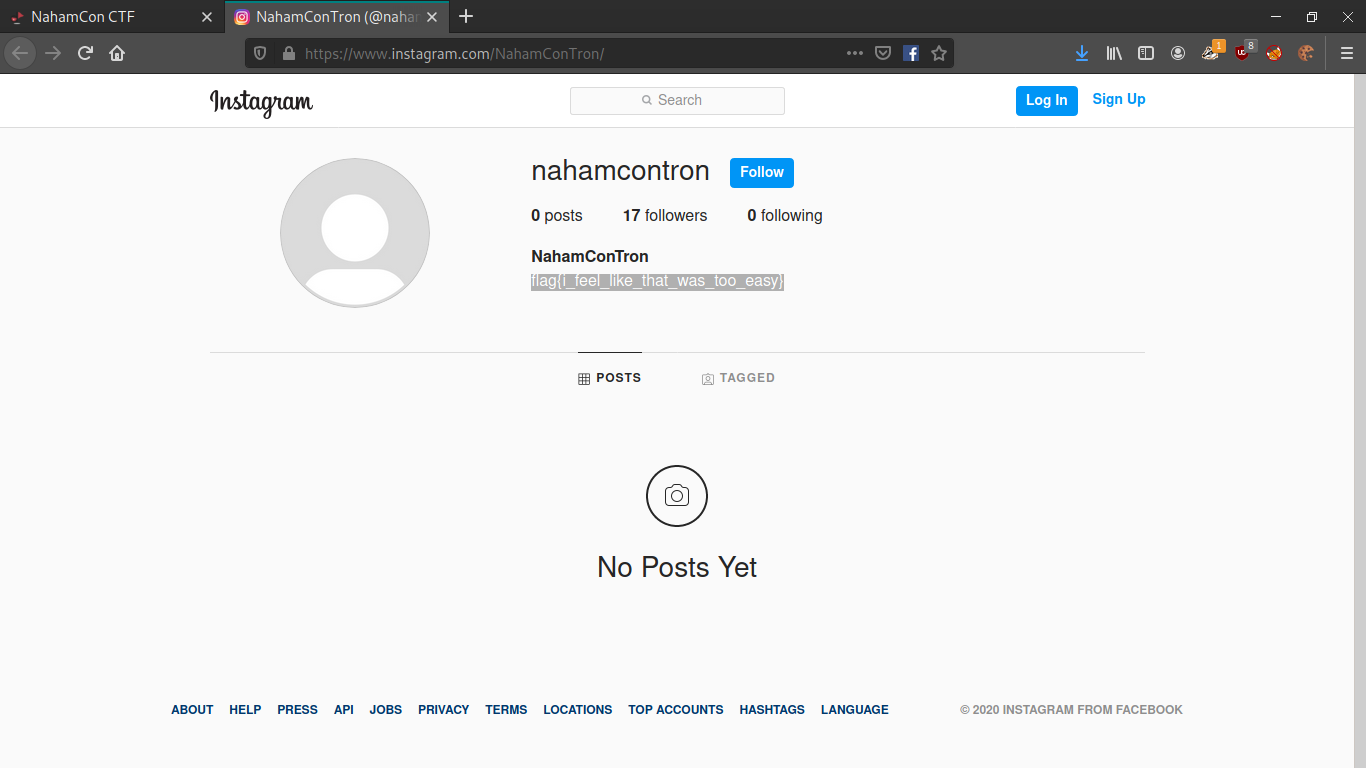 NahamCon CTF
NahamConTron (@naham
https://www.instagram.com/NahamConTron/
1
8
Instagram
Search
Log In
Sign Up
nahamcontron
Follow
0 posts 17 followers 0 following
NahamConTron
flag{i_feel_like_that_was_too_easy}
POSTS
TAGGED
No Posts Yet
ABOUT HELP PRESS API JOBS PRIVACY TERMS LOCATIONS TOP ACCOUNTS HASHTAGS LANGUAGE
© 2020 INSTAGRAM FROM FACEBOOK